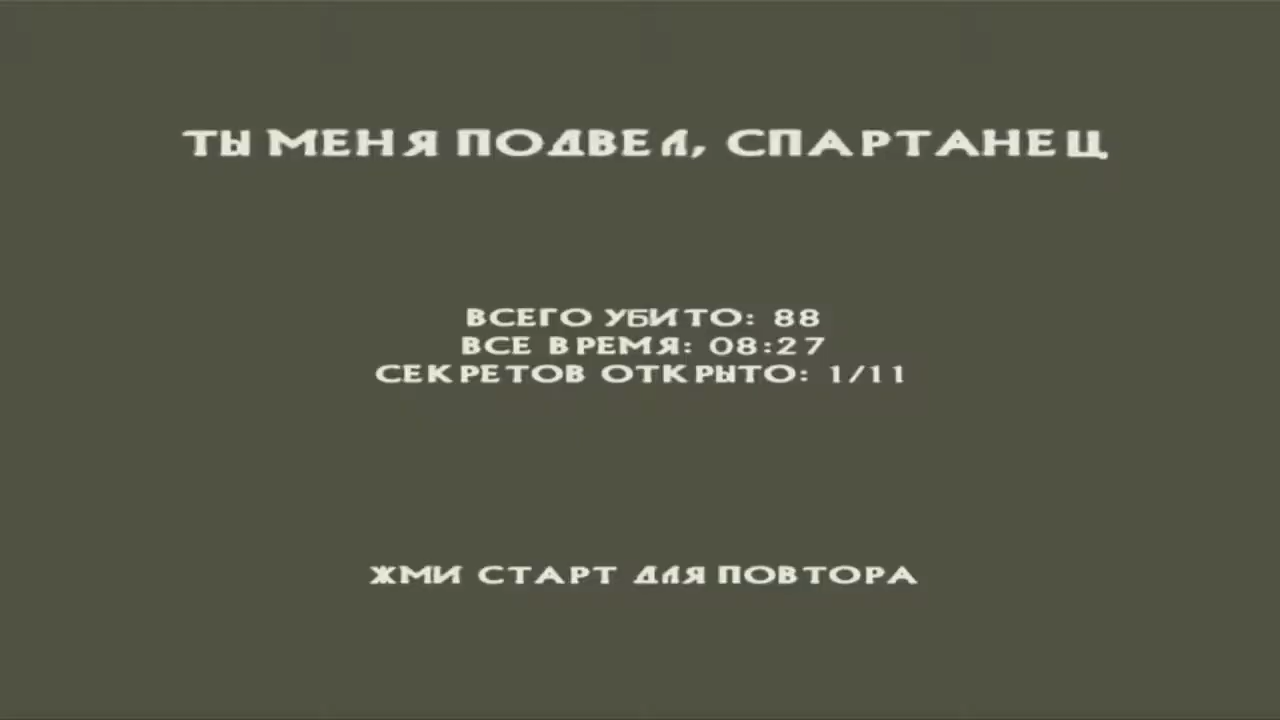 ТЫ МЕНЯ ПОДВЕЛ, СПАРТАНЕЦ
ВСЕГО УБИТО: 88
ВСЕ ВРЕМЯ: 08:27
СЕКРЕТОВ ОТКРЫТО: 1/11
ЖМИ СТАРТ ДЛЯ ПОВТОРА